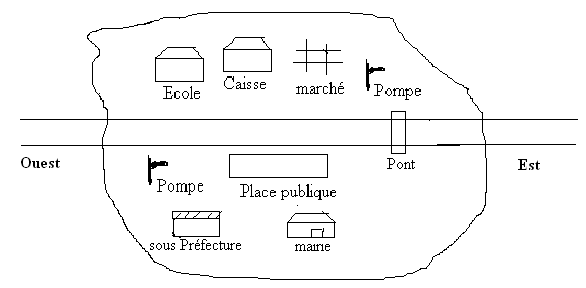 Ecole
Caisse
marché
Pompe
Ouest
Pompe
Place publique
Pont
Est
sous Préfecture
mairie